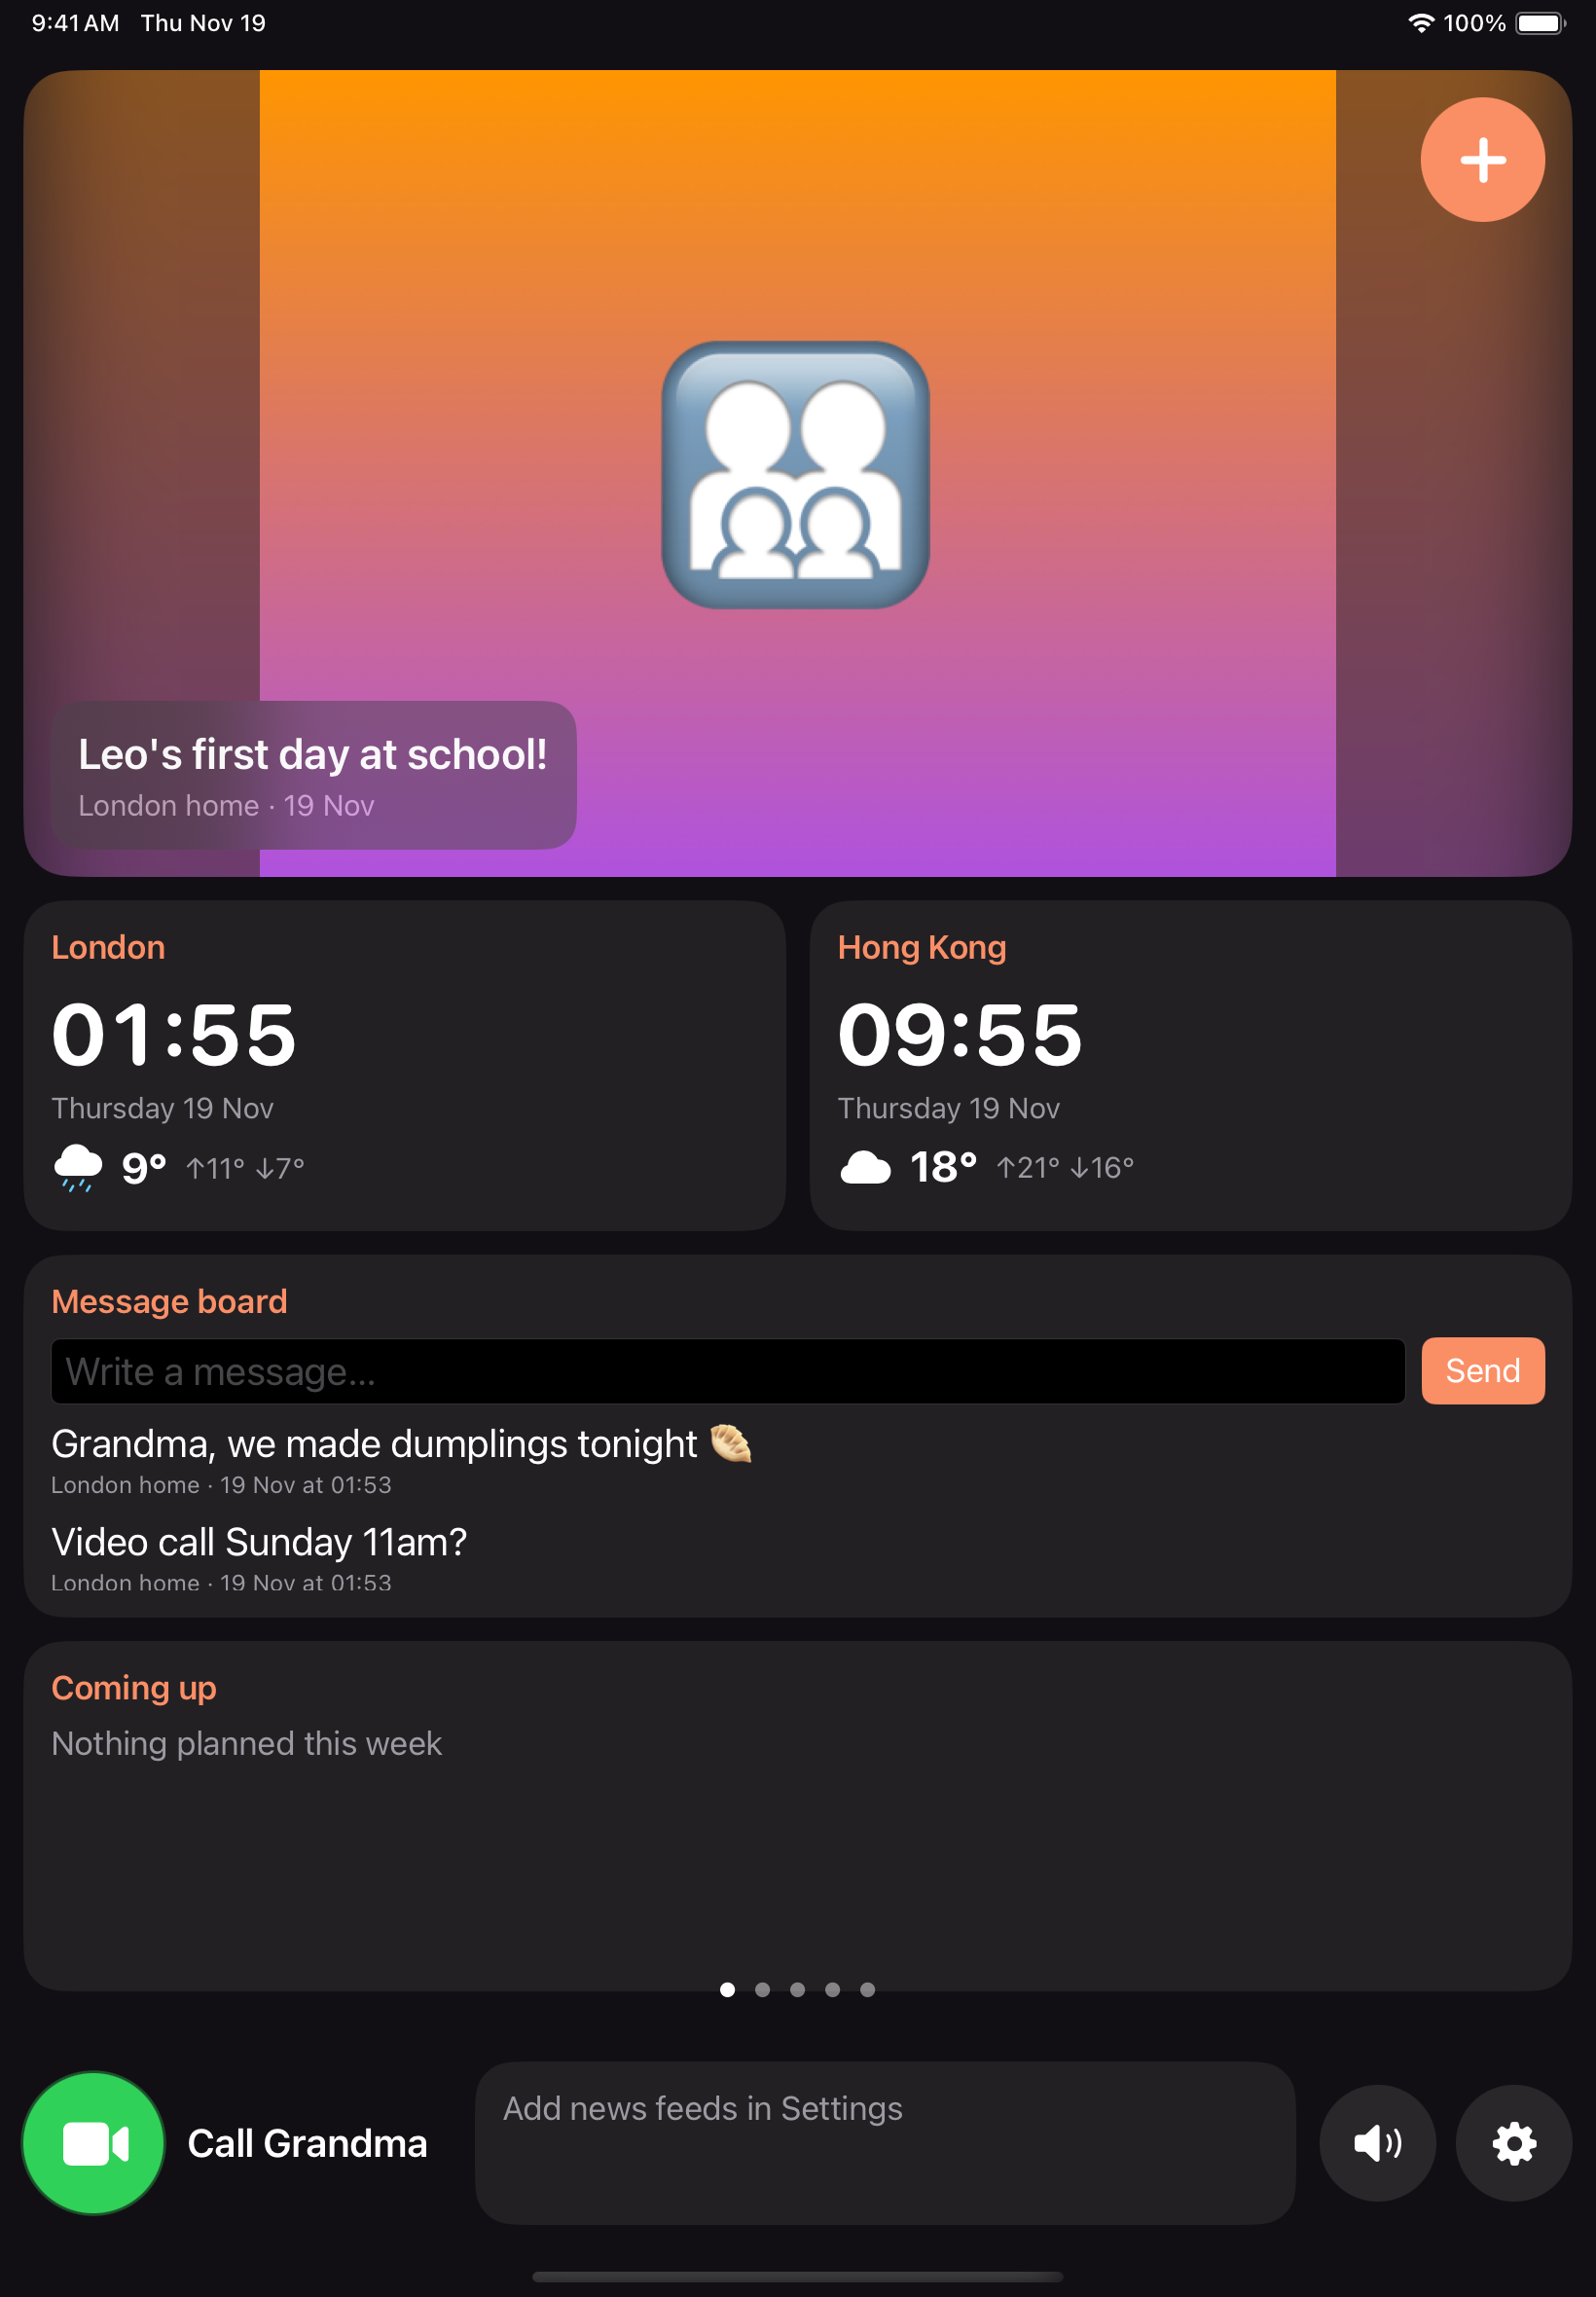 9:41 AM Thu Nov 19 100%
Leo's first day at school!
London home · 19 Nov
London
01:55
Thursday 19 Nov
9° ↑11° ↓7°
Hong Kong
09:55
Thursday 19 Nov
18° ↑21° ↓16°
Message board
Write a message...
Send
Grandma, we made dumplings tonight 🥟
London home · 19 Nov at 01:53
Video call Sunday 11am?
London home · 19 Nov at 01:53
Coming up
Nothing planned this week
Call Grandma
Add news feeds in Settings